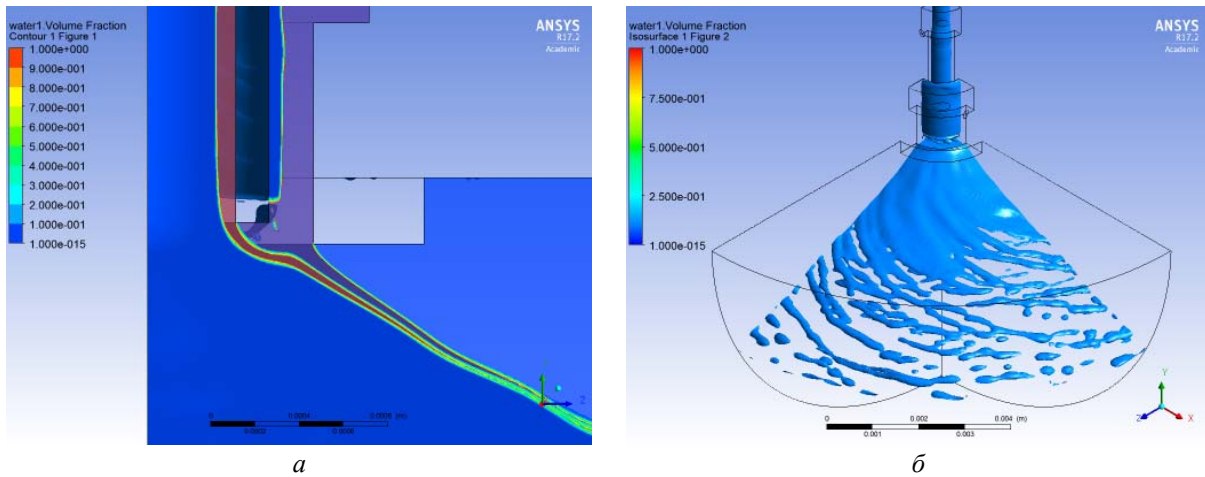 water1.Volume Fraction
Contour 1 Figure 1
1.000e+000
9.000e-001
8.000e-001
7.000e-001
6.000e-001
5.000e-001
4.000e-001
3.000e-001
2.000e-001
1.000e-001
1.000e-015
ANSYS
R17.2
Academic
Z
0
0.0004
0.0008 (m)
0.0002
0.0006
а
water1.Volume Fraction
Isosurface 1 Figure 2
1.000e+000
7.500e-001
5.000e-001
2.500e-001
1.000e-015
ANSYS
R17.2
Academic
Y
Z
X
0
0.002
0.004 (m)
0.001
0.003
б